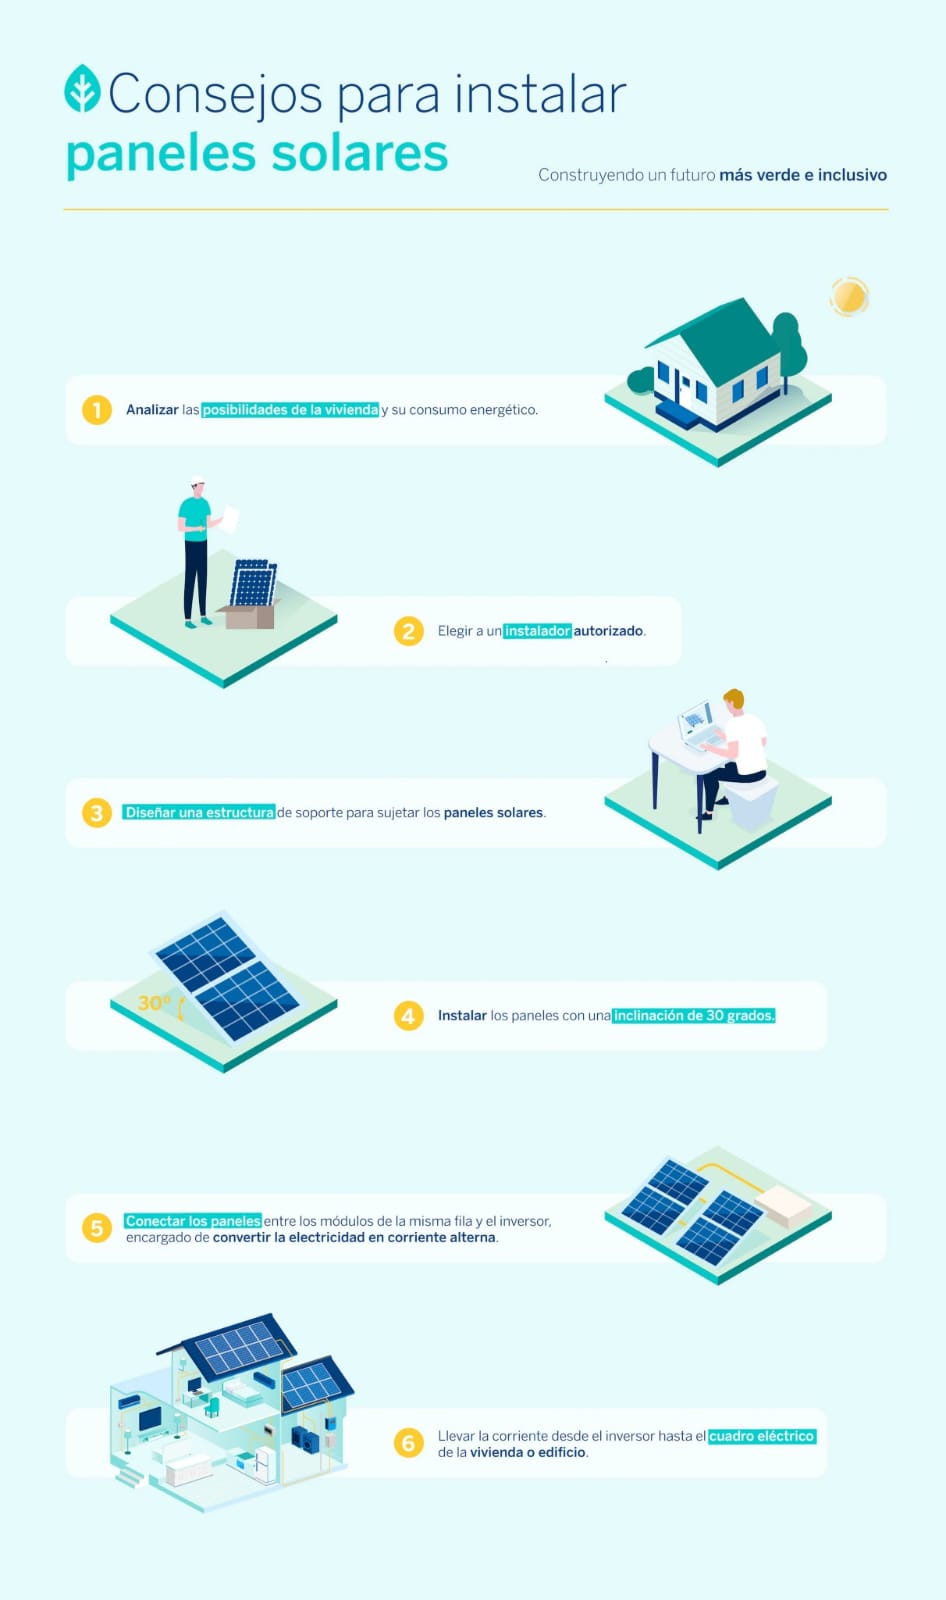 Consejos para instalar
paneles solares
Construyendo un futuro más verde e inclusivo
1 Analizar las posibilidades de la vivienda y su consumo energético.
2 Elegir a un instalador autorizado.
3 Diseñar una estructura de soporte para sujetar los paneles solares.
30º
4 Instalar los paneles con una inclinación de 30 grados.
5 Conectar los paneles entre los módulos de la misma fila y el inversor,
encargado de convertir la electricidad en corriente alterna.
6 Llevar la corriente desde el inversor hasta el cuadro eléctrico
de la vivienda o edificio.